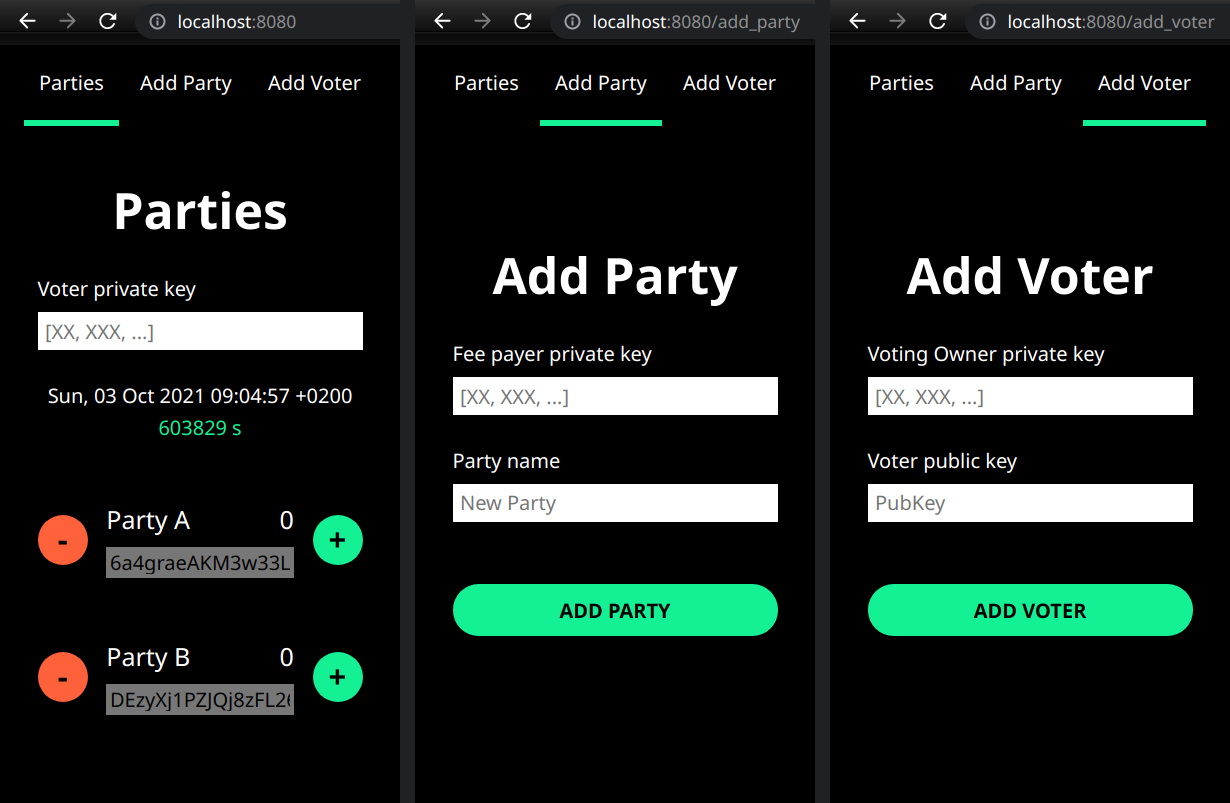 localhost:8080
Parties Add Party Add Voter
Parties
Voter private key
[XX, XXX, ...]
Sun, 03 Oct 2021 09:04:57 +0200
603829 s
-
Party A 0
6a4graeAKM3w33L
+
-
Party B 0
DEzyXj1PZJQj8zFL26
+
localhost:8080/add_party
Parties Add Party Add Voter
Add Party
Fee payer private key
[XX, XXX, ...]
Party name
New Party
ADD PARTY
localhost:8080/add_voter
Parties Add Party Add Voter
Add Voter
Voting Owner private key
[XX, XXX, ...]
Voter public key
PubKey
ADD VOTER